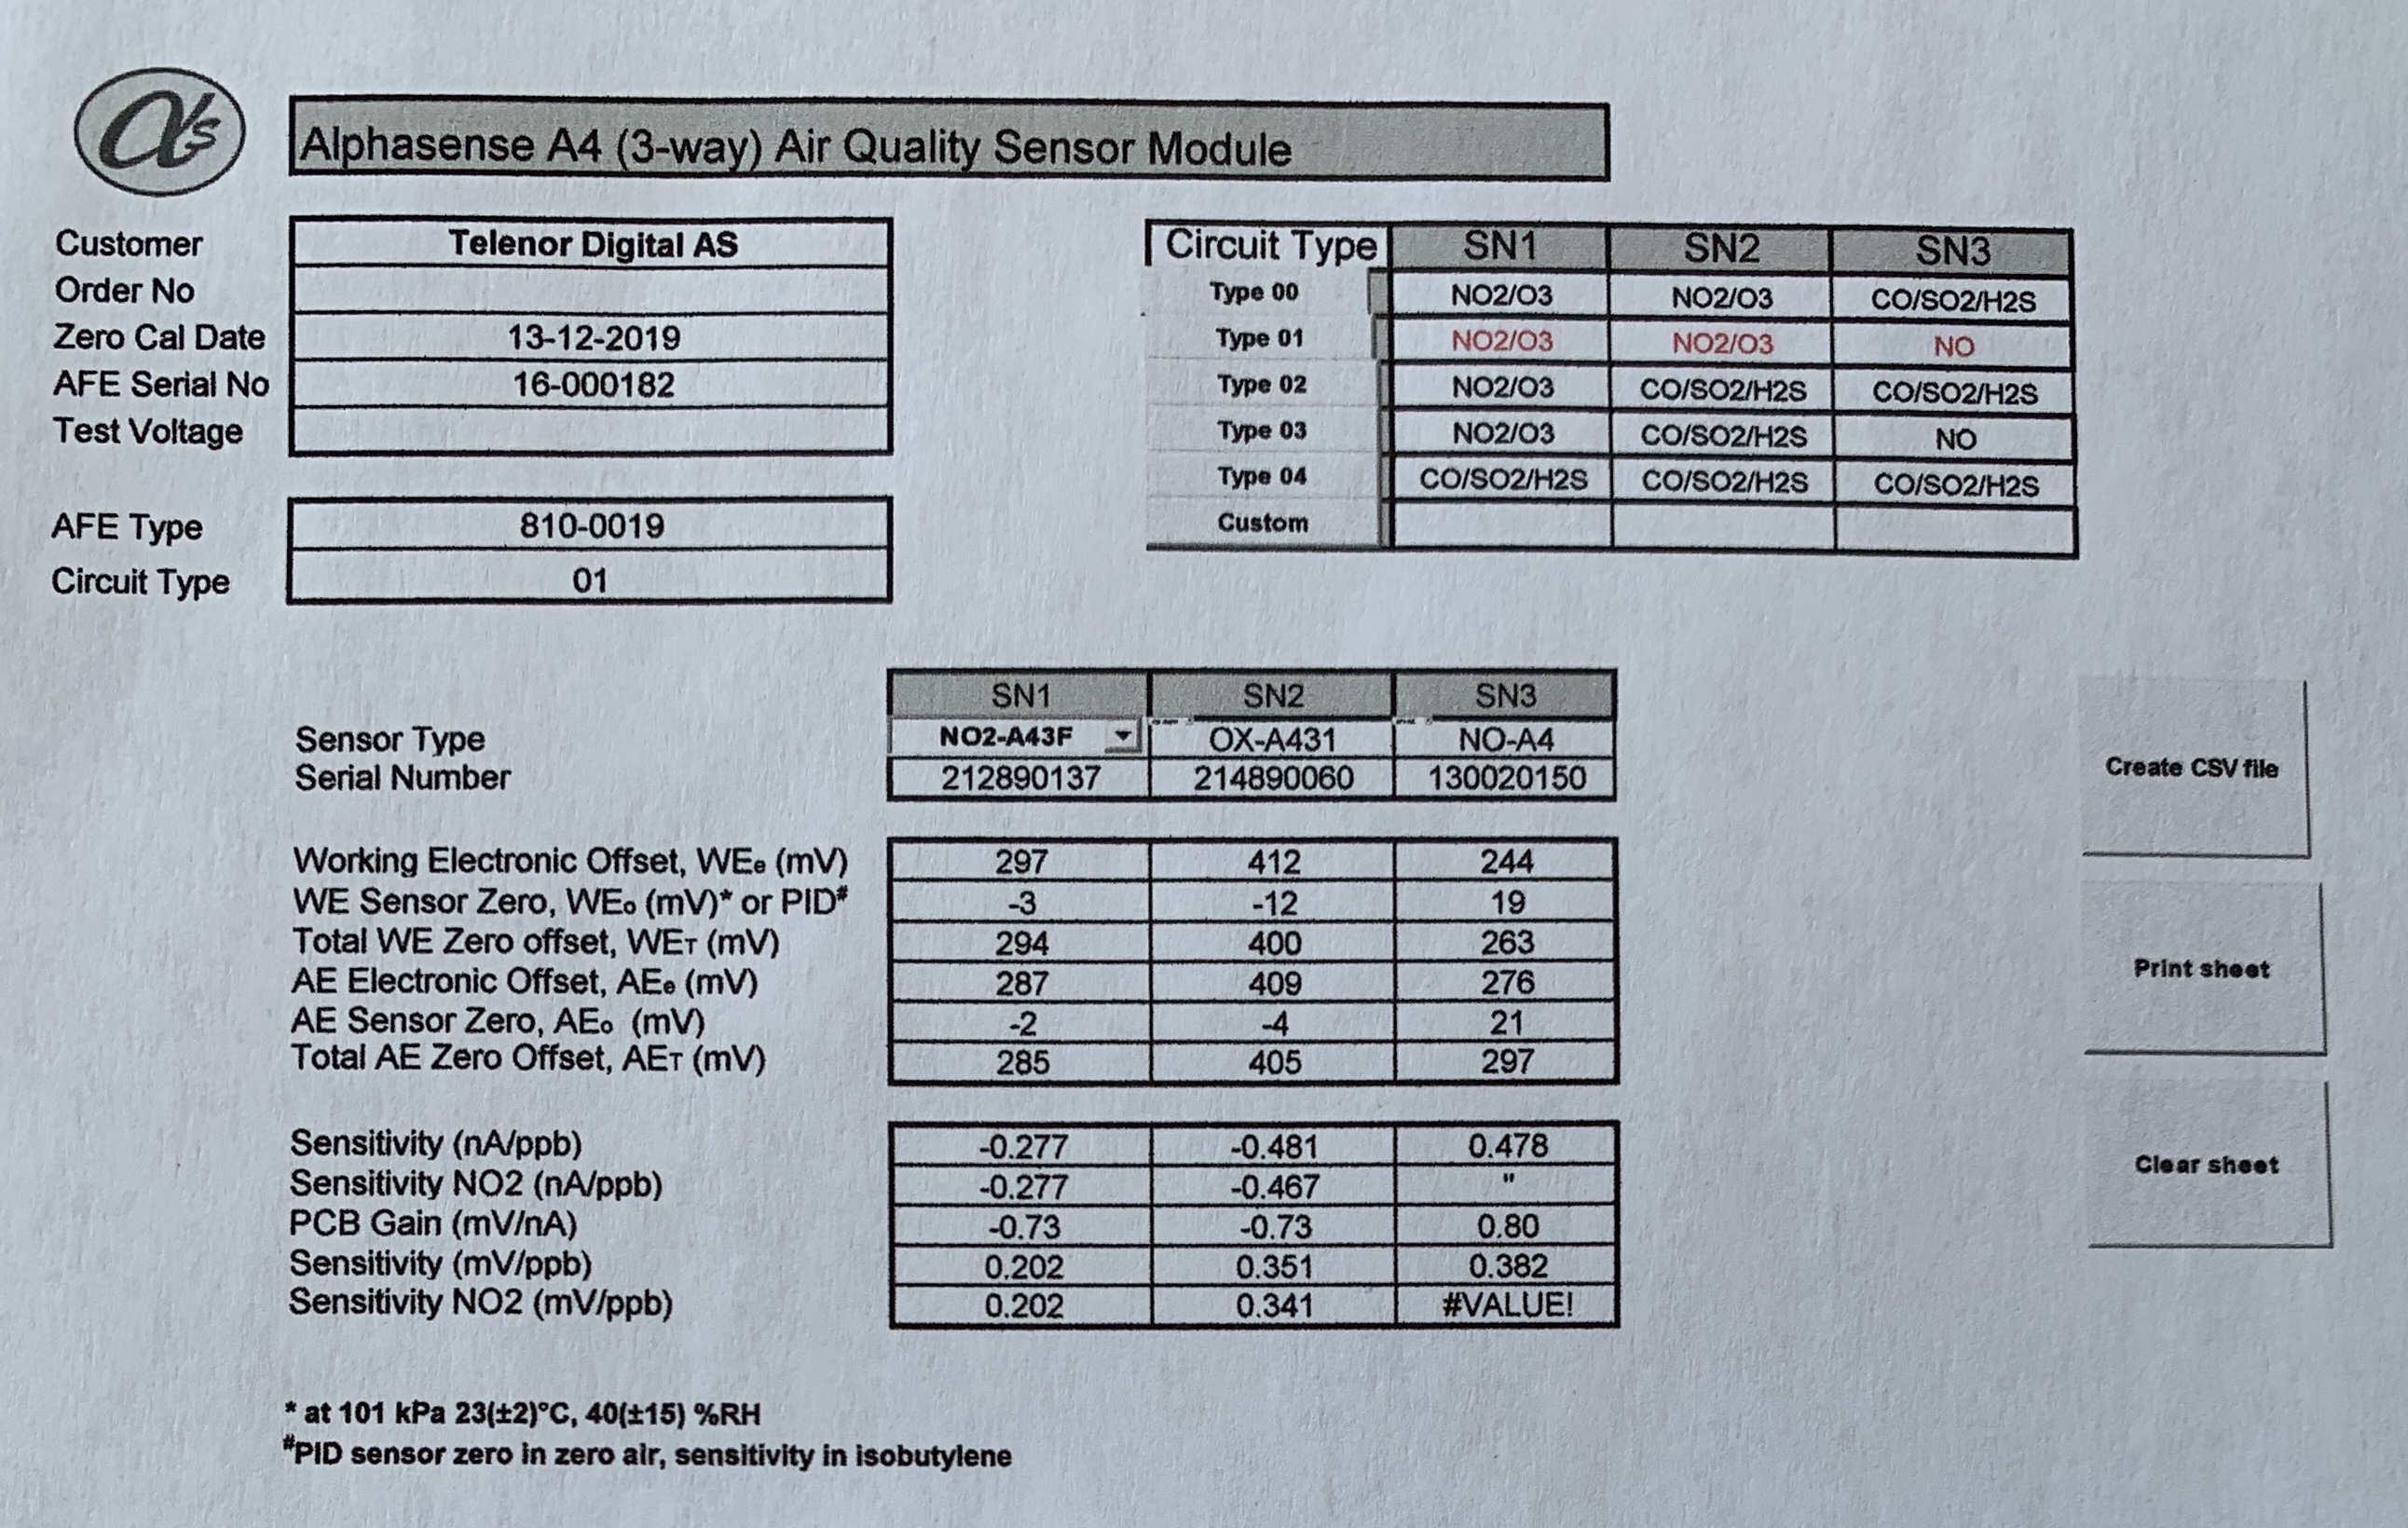 αs
Alphasense A4 (3-way) Air Quality Sensor Module
Customer Telenor Digital AS
Order No
Zero Cal Date 13-12-2019
AFE Serial No 16-000182
Test Voltage
AFE Type 810-0019
Circuit Type 01
Circuit Type SN1 SN2 SN3
Type 00 NO2/O3 NO2/O3 CO/SO2/H2S
Type 01 NO2/O3 NO2/O3 NO
Type 02 NO2/O3 CO/SO2/H2S CO/SO2/H2S
Type 03 NO2/O3 CO/SO2/H2S NO
Type 04 CO/SO2/H2S CO/SO2/H2S CO/SO2/H2S
Custom
SN1 SN2 SN3
Sensor Type NO2-A43F OX-A431 NO-A4
Serial Number 212890137 214890060 130020150
Working Electronic Offset, WEe (mV) 297 412 244
WE Sensor Zero, WEo (mV)* or PID# -3 -12 19
Total WE Zero offset, WET (mV) 294 400 263
AE Electronic Offset, AEe (mV) 287 409 276
AE Sensor Zero, AEo (mV) -2 -4 21
Total AE Zero Offset, AET (mV) 285 405 297
Sensitivity (nA/ppb) -0.277 -0.481 0.478
Sensitivity NO2 (nA/ppb) -0.277 -0.467 "
PCB Gain (mV/nA) -0.73 -0.73 0.80
Sensitivity (mV/ppb) 0.202 0.351 0.382
Sensitivity NO2 (mV/ppb) 0.202 0.341 #VALUE!
Create CSV file
Print sheet
Clear sheet
* at 101 kPa 23(±2)°C, 40(±15) %RH
#PID sensor zero in zero air, sensitivity in isobutylene